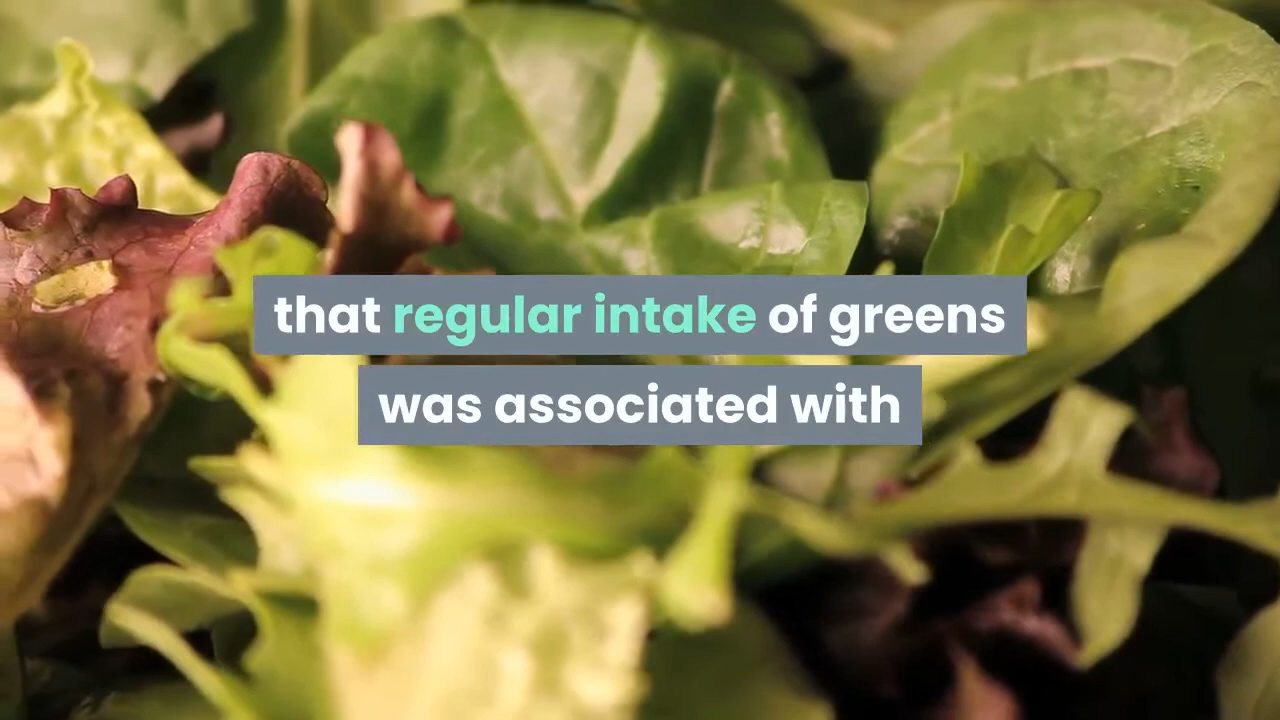 that regular intake of greens
was associated with